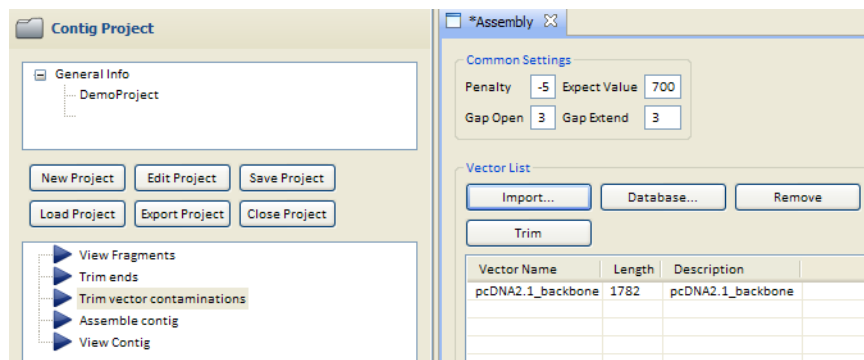 Contig Project
General Info
DemoProject
New Project Edit Project Save Project
Load Project Export Project Close Project
View Fragments
Trim ends
Trim vector contaminations
Assemble contig
View Contig
*Assembly
Common Settings
Penalty -5 Expect Value 700
Gap Open 3 Gap Extend 3
Vector List
Import... Database... Remove
Trim
Vector Name Length Description
pcDNA2.1_backbone 1782 pcDNA2.1_backbone